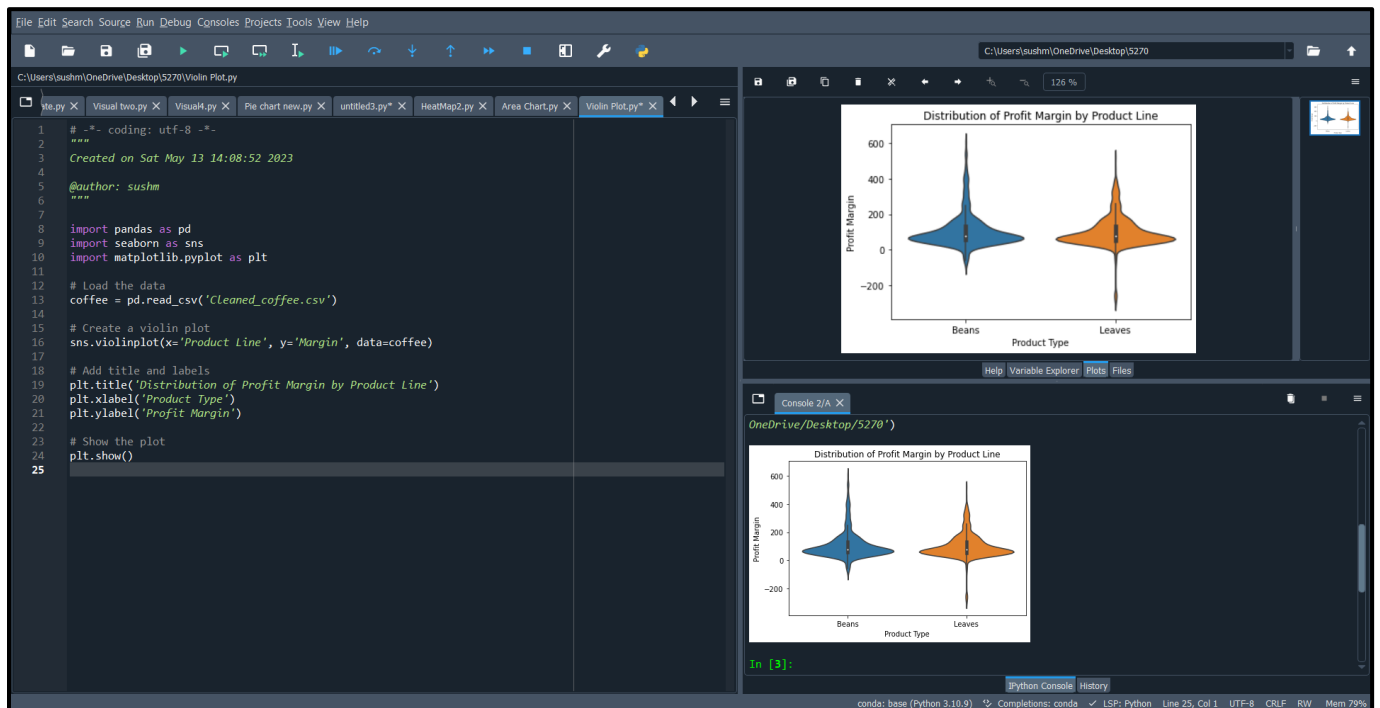 File Edit Search Source Run Debug Consoles Projects Tools View Help
C:\Users\sushm\OneDrive\Desktop\5270
C:\Users\sushm\OneDrive\Desktop\5270\Violin Plot.py
te.py Visual two.py Visual4.py Pie chart new.py untitled3.py* HeatMap2.py Area Chart.py Violin Plot.py*
1 # -*- coding: utf-8 -*-
2 """
3 Created on Sat May 13 14:08:52 2023
4
5 @author: sushm
6 """
7
8 import pandas as pd
9 import seaborn as sns
10 import matplotlib.pyplot as plt
11
12 # Load the data
13 coffee = pd.read_csv('Cleaned_coffee.csv')
14
15 # Create a violin plot
16 sns.violinplot(x='Product Line', y='Margin', data=coffee)
17
18 # Add title and labels
19 plt.title('Distribution of Profit Margin by Product Line')
20 plt.xlabel('Product Type')
21 plt.ylabel('Profit Margin')
22
23 # Show the plot
24 plt.show()
25
126 %
Distribution of Profit Margin by Product Line
600
400
200
0
−200
Profit Margin
Beans Leaves
Product Type
Help Variable Explorer Plots Files
Console 2/A
OneDrive/Desktop/5270')
Distribution of Profit Margin by Product Line
600
400
200
0
−200
Profit Margin
Beans Leaves
Product Type
In [3]:
IPython Console History
conda: base (Python 3.10.9) Completions: conda LSP: Python Line 25, Col 1 UTF-8 CRLF RW Mem 79%